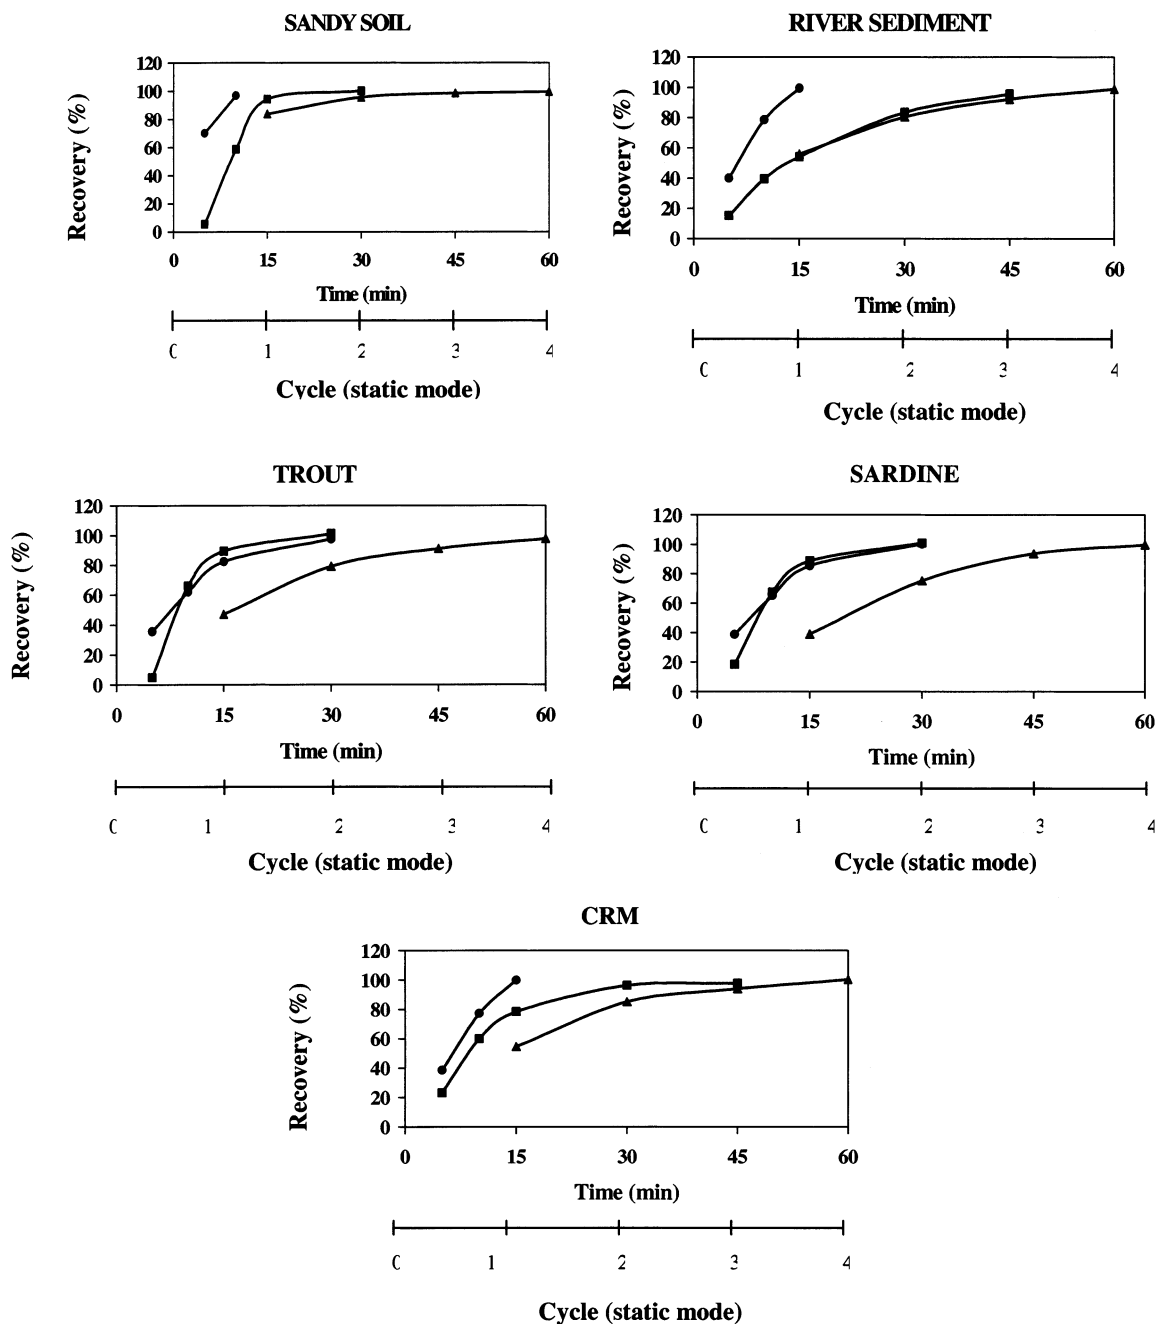 SANDY SOIL
Recovery (%)
120
100
80
60
40
20
0
0 15 30 45 60
Time (min)
0 1 2 3 4
Cycle (static mode)
RIVER SEDIMENT
Recovery (%)
120
100
80
60
40
20
0
0 15 30 45 60
Time (min)
0 1 2 3 4
Cycle (static mode)
TROUT
Recovery (%)
120
100
80
60
40
20
0
0 15 30 45 60
Time (min)
0 1 2 3 4
Cycle (static mode)
SARDINE
Recovery (%)
120
100
80
60
40
20
0
0 15 30 45 60
Time (min)
0 1 2 3 4
Cycle (static mode)
CRM
Recovery (%)
120
100
80
60
40
20
0
0 15 30 45 60
Time (min)
0 1 2 3 4
Cycle (static mode)